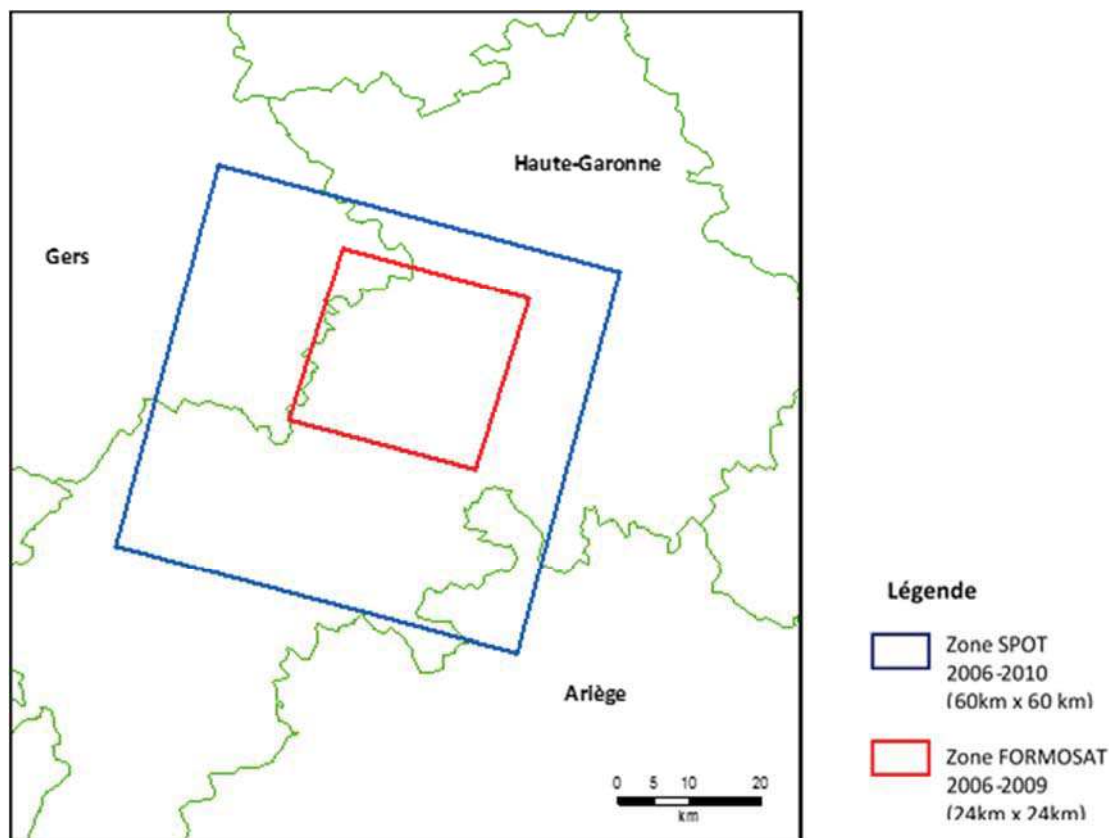 Haute-Garonne
Gers
Ariège
0 5 10 20
km
Légende
Zone SPOT
2006-2010
(60km x 60 km)
Zone FORMOSAT
2006-2009
(24km x 24km)